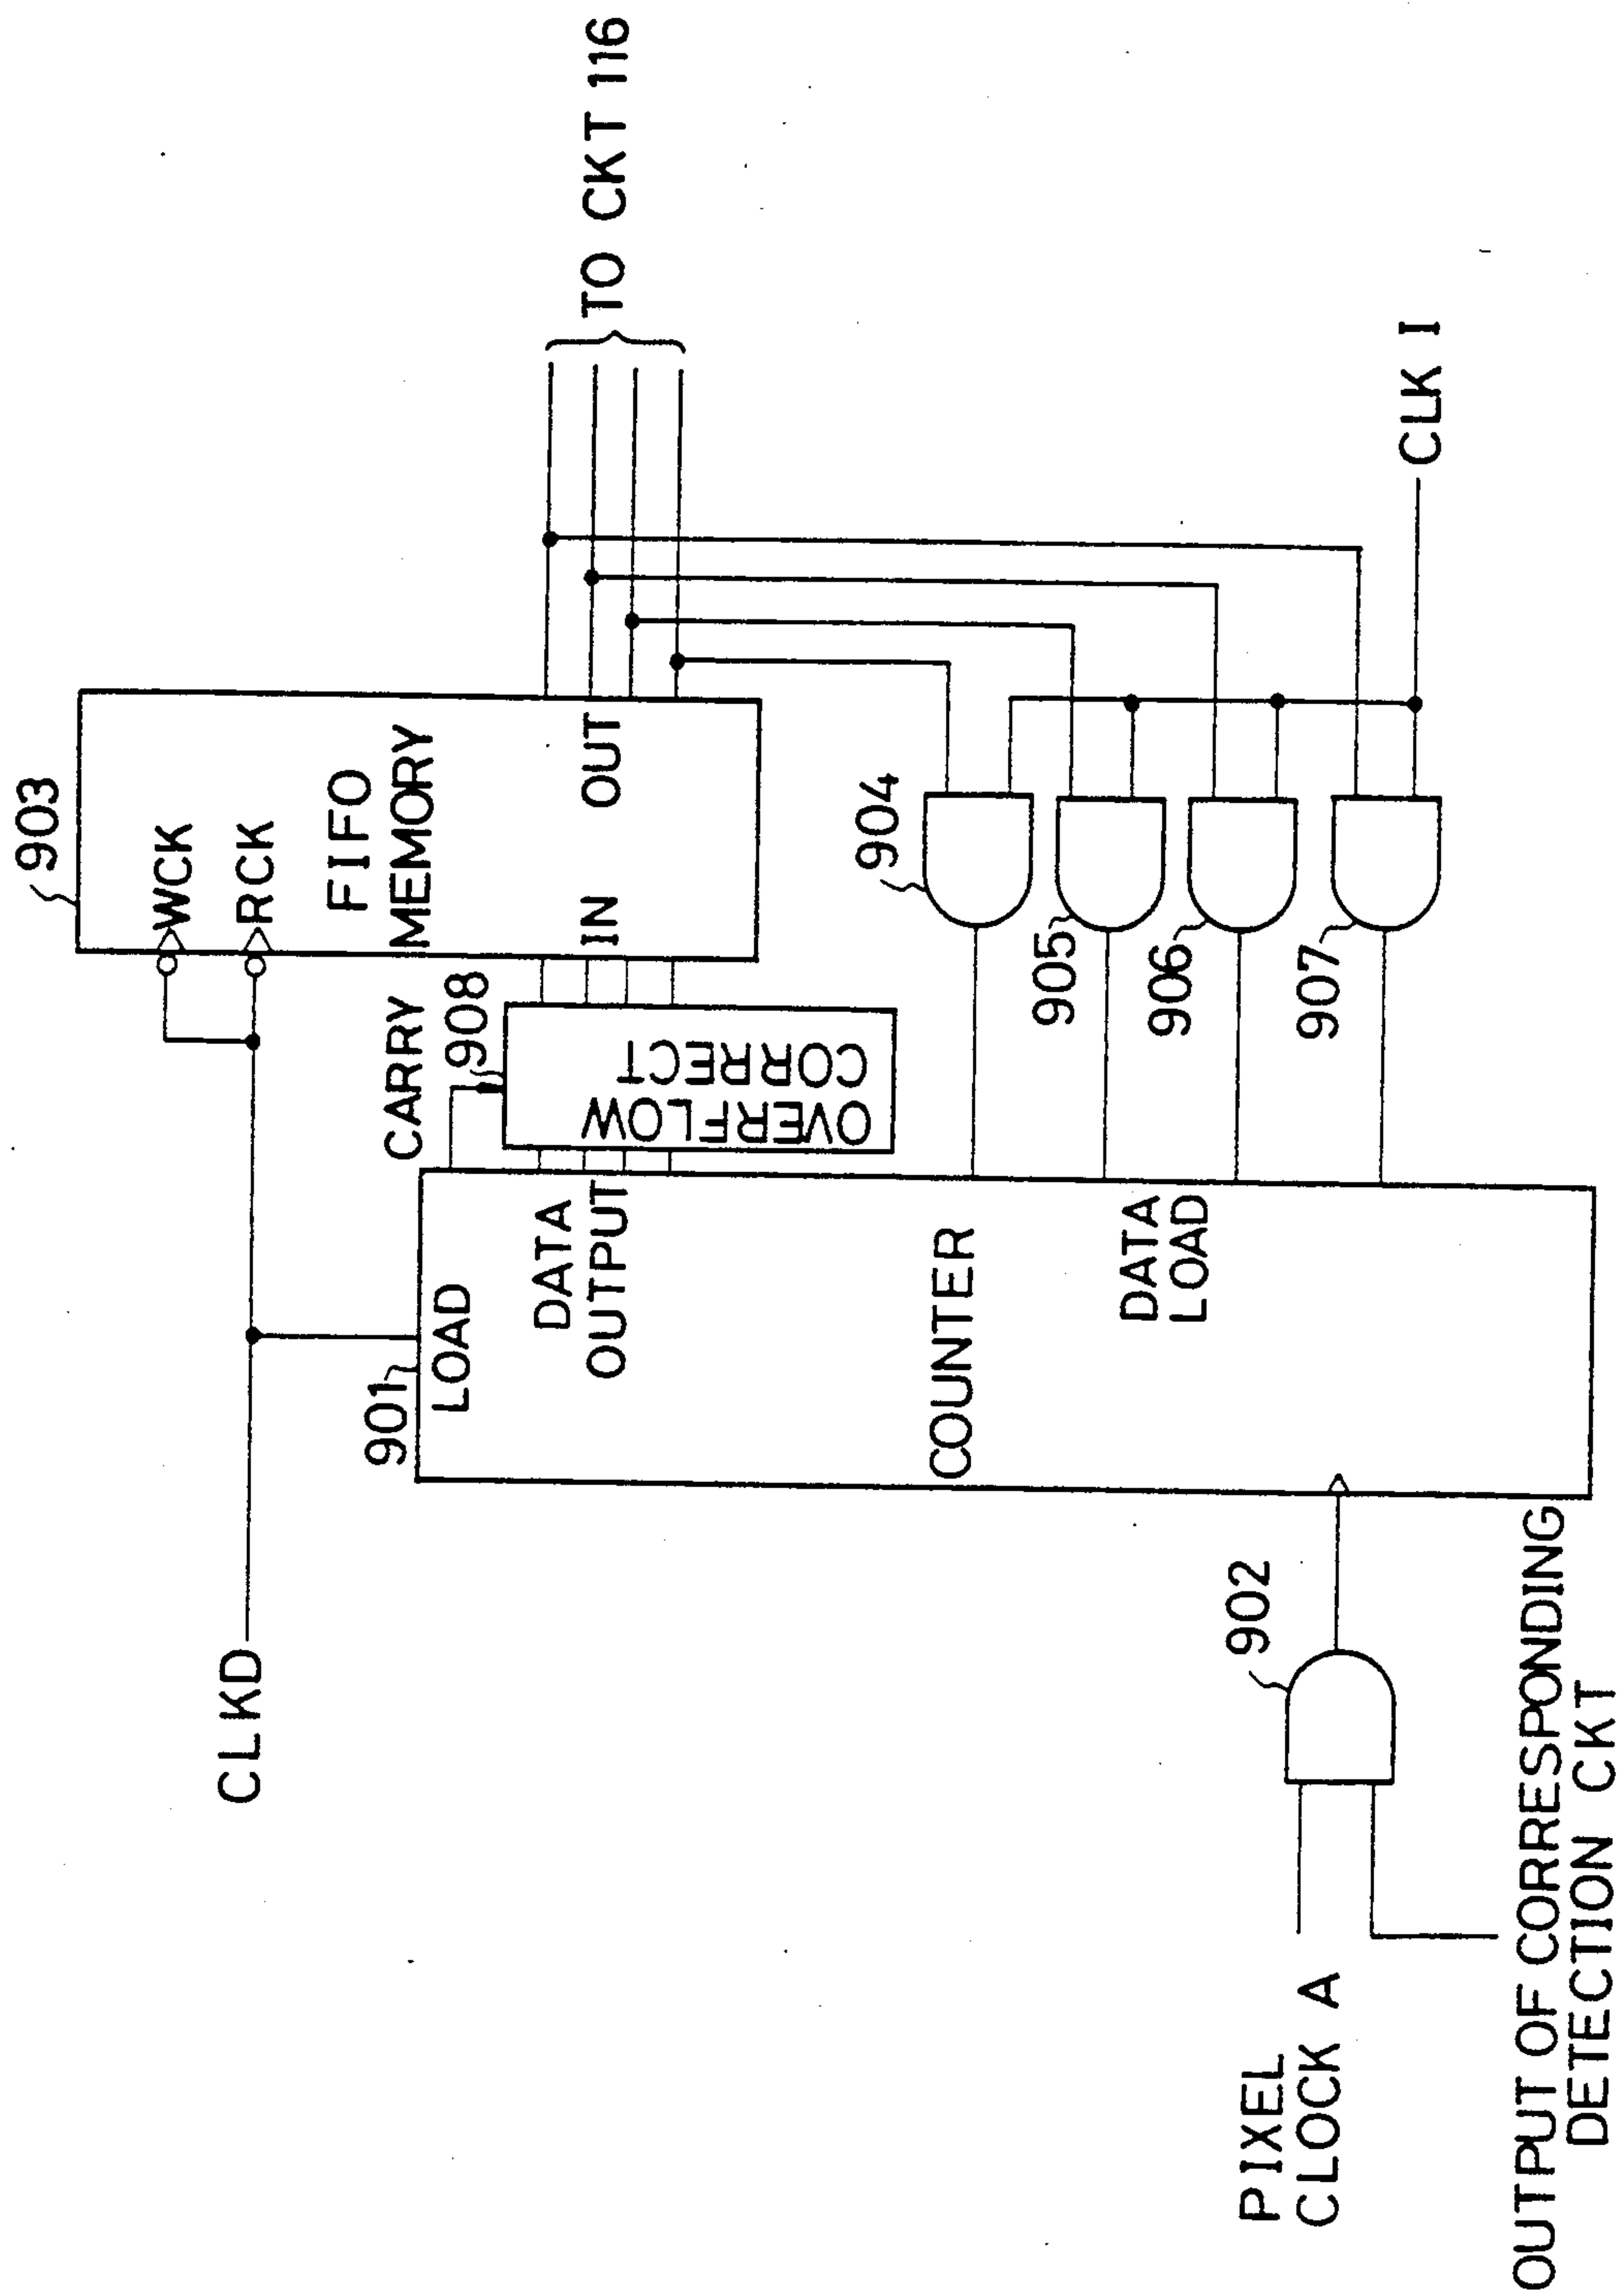 903
WCK
RCK
FIFO
MEMORY
IN
OUT
TO CKT 116
CLKD
CARRY
908
OVERFLOW
CORRECT
901
LOAD
DATA
OUTPUT
COUNTER
DATA
LOAD
904
905
906
907
CLK I
902
PIXEL
CLOCK A
OUTPUT OF CORRESPONDING
DETECTION CKT